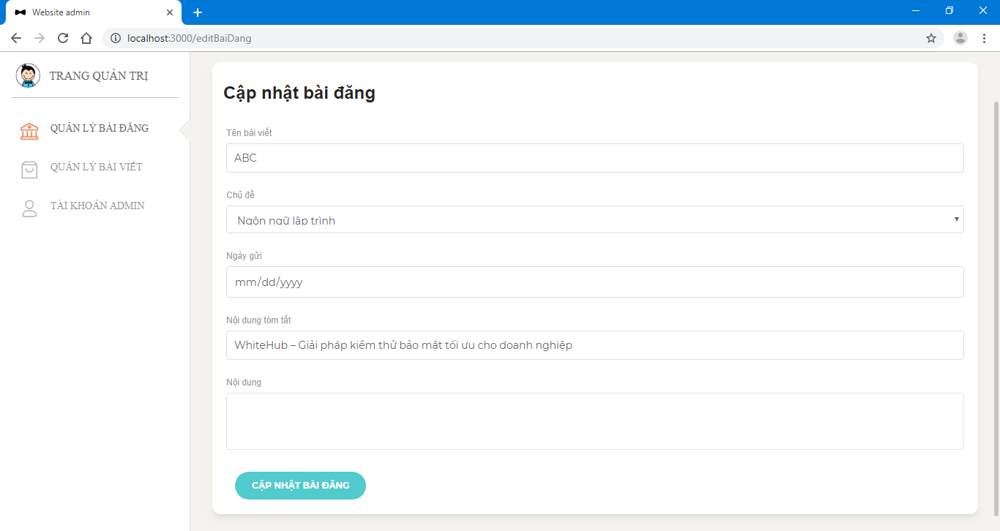 Website admin
localhost:3000/editBaiDang
TRANG QUẢN TRỊ
QUẢN LÝ BÀI ĐĂNG
QUẢN LÝ BÀI VIẾT
TÀI KHOẢN ADMIN
Cập nhật bài đăng
Tên bài viết
ABC
Chủ đề
Ngôn ngữ lập trình
Ngày gửi
mm/dd/yyyy
Nội dung tóm tắt
WhiteHub – Giải pháp kiểm thử bảo mật tối ưu cho doanh nghiệp
Nội dung
CẬP NHẬT BÀI ĐĂNG